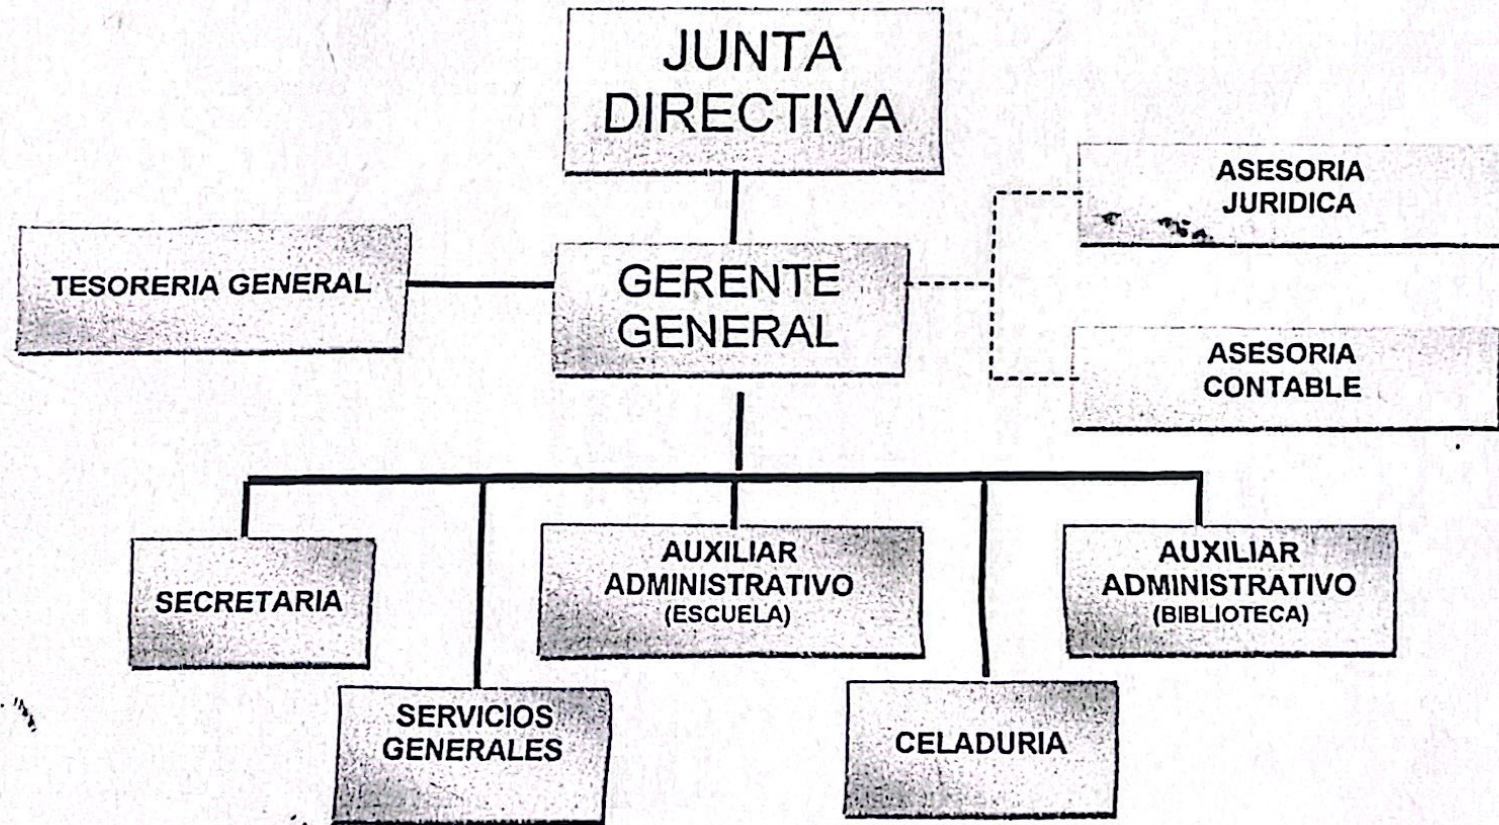 JUNTA
DIRECTIVA
ASESORIA
JURIDICA
TESORERIA GENERAL
GERENTE
GENERAL
ASESORIA
CONTABLE
SECRETARIA
AUXILIAR
ADMINISTRATIVO
(ESCUELA)
AUXILIAR
ADMINISTRATIVO
(BIBLIOTECA)
SERVICIOS
GENERALES
CELADURIA